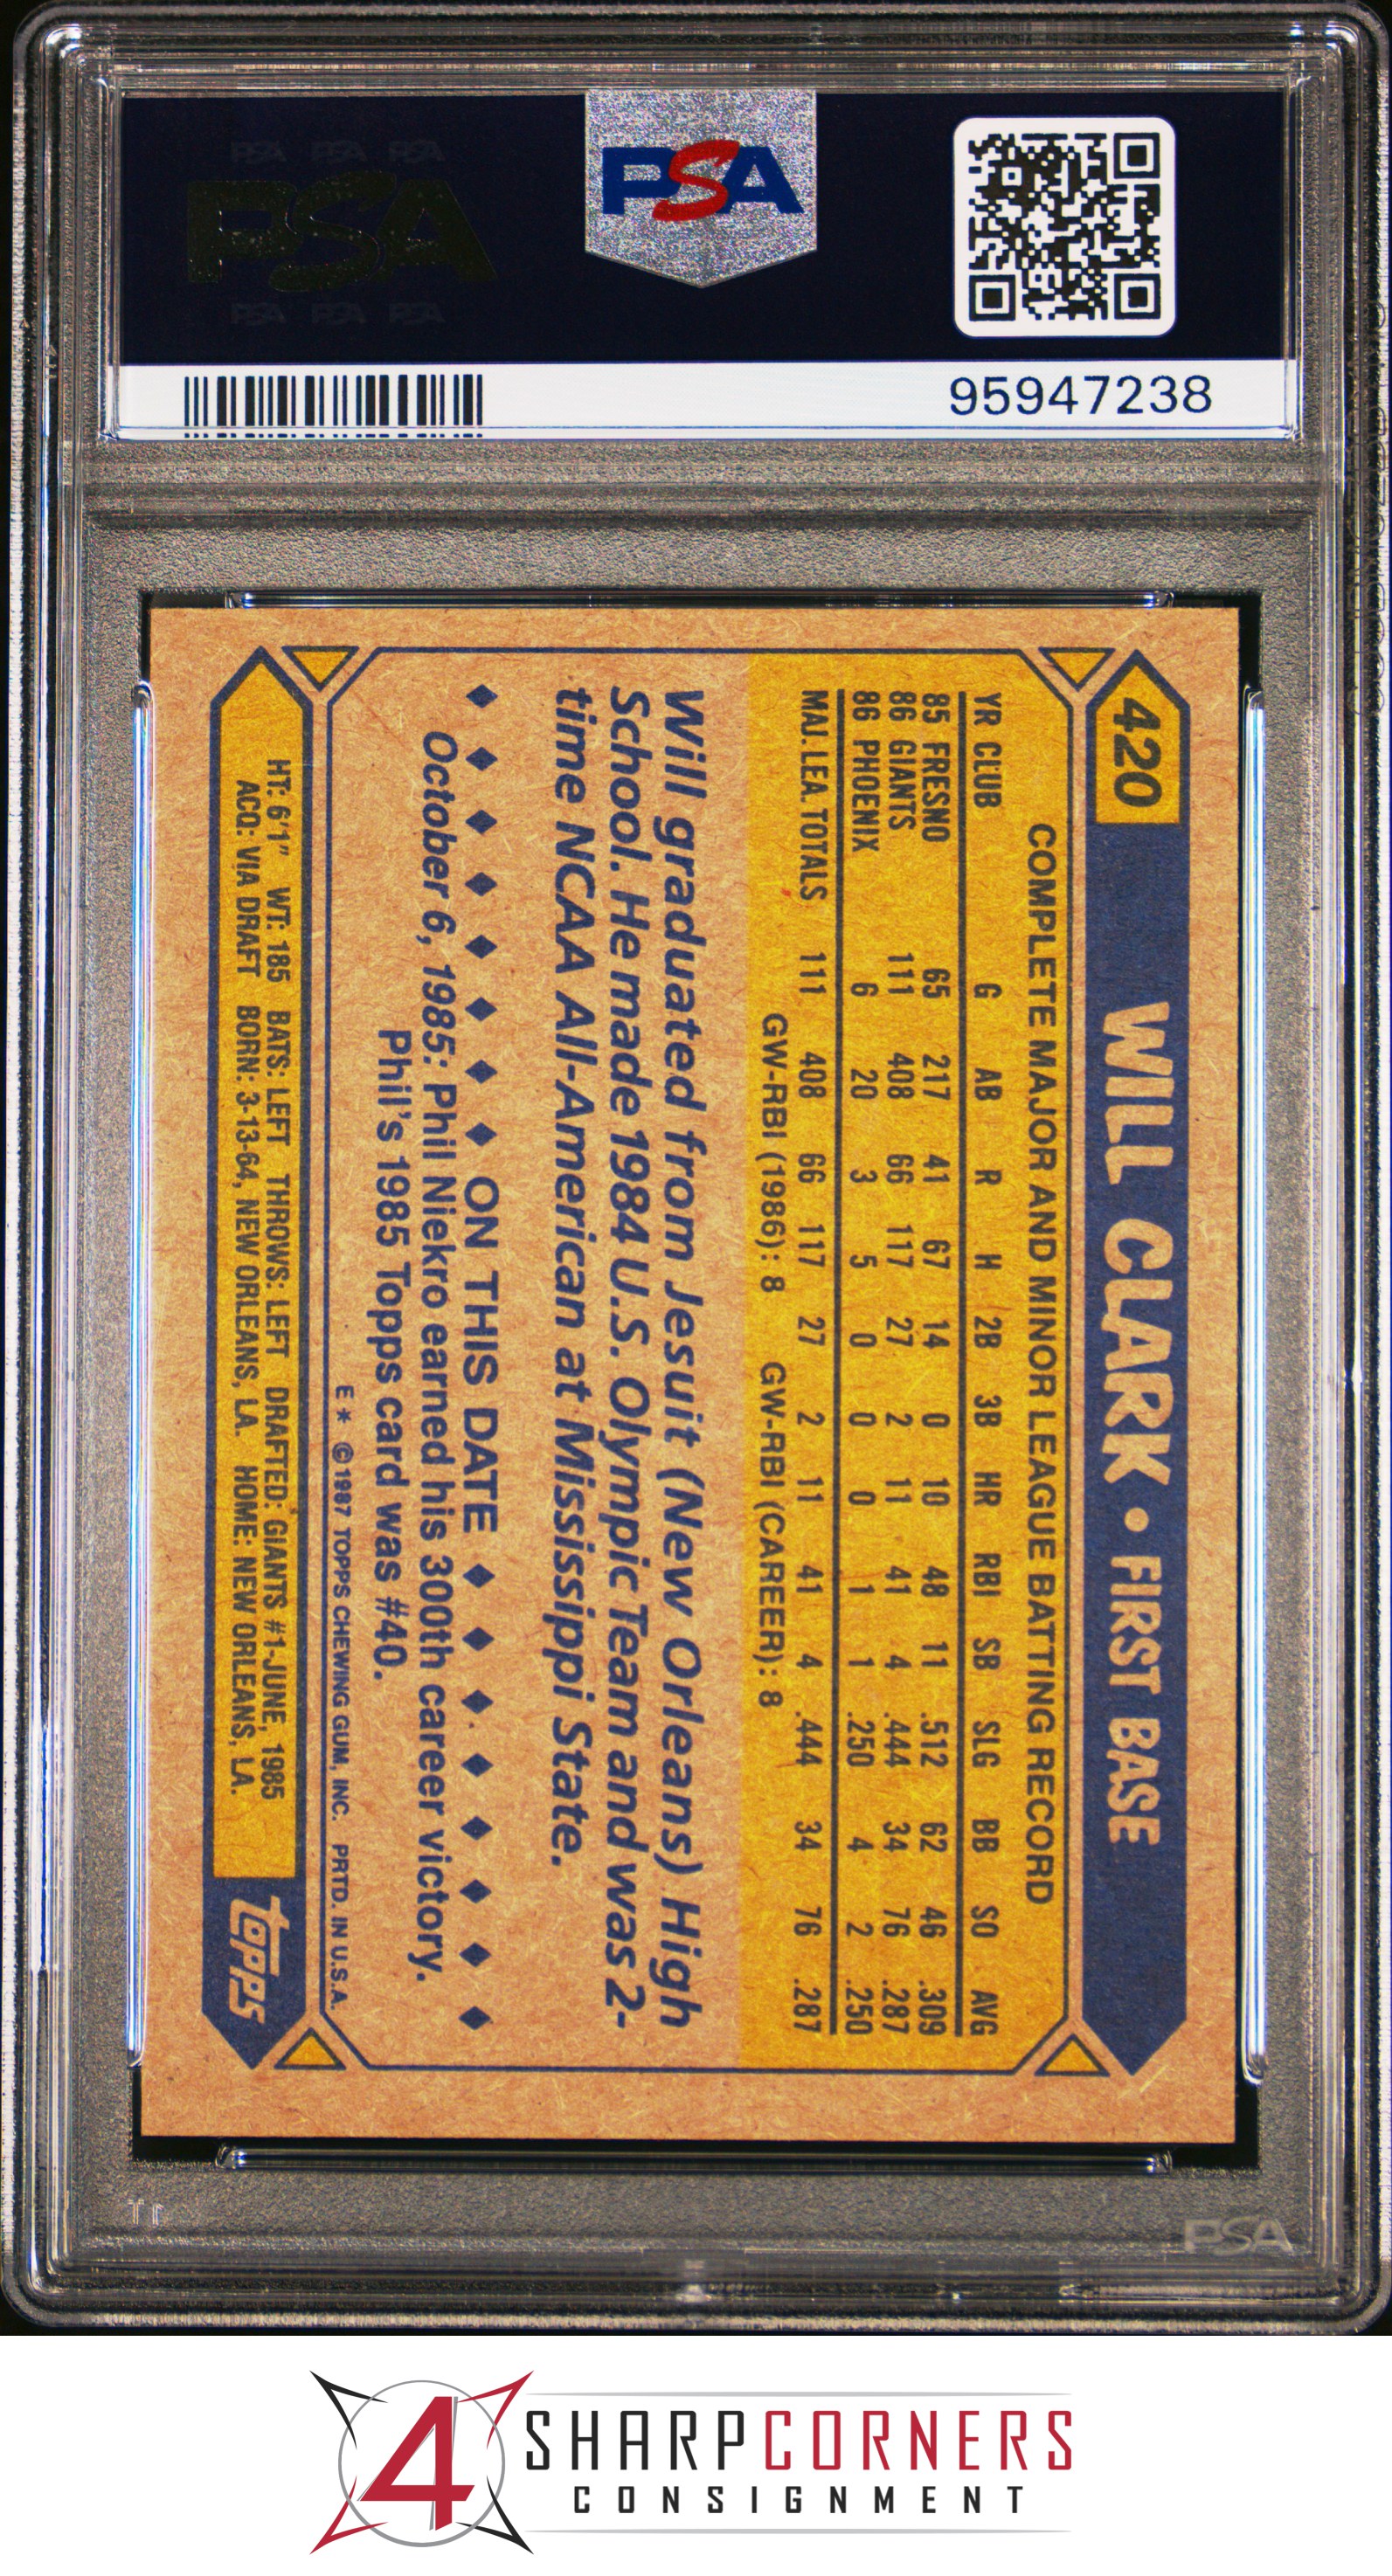 PSA PSA PSA
PSA
PSA PSA PSA
PSA
95947238
420 WILL CLARK • FIRST BASE
COMPLETE MAJOR AND MINOR LEAGUE BATTING RECORD
YR CLUB G AB R H 2B 3B HR RBI SB SLG BB SO AVG
85 FRESNO 65 217 41 67 14 0 10 48 11 .512 62 46 .309
86 GIANTS 111 408 66 117 27 2 11 41 4 .444 34 76 .287
86 PHOENIX 6 20 3 5 0 0 0 1 1 .250 4 2 .250
MAJ. LEA. TOTALS 111 408 66 117 27 2 11 41 4 .444 34 76 .287
GW-RBI (1986): 8 GW-RBI (CAREER): 8
Will graduated from Jesuit (New Orleans) High
School. He made 1984 U.S. Olympic Team and was 2-
time NCAA All-American at Mississippi State.
ON THIS DATE
October 6, 1985: Phil Niekro earned his 300th career victory.
Phil's 1985 Topps card was #40.
E* ©1987 TOPPS CHEWING GUM, INC. PRTD. IN U.S.A.
HT: 6'1" WT: 185 BATS: LEFT THROWS: LEFT DRAFTED: GIANTS #1-JUNE, 1985
ACQ: VIA DRAFT BORN: 3-13-64, NEW ORLEANS, LA. HOME: NEW ORLEANS, LA.
topps
PSA
4 SHARPCORNERS
CONSIGNMENT